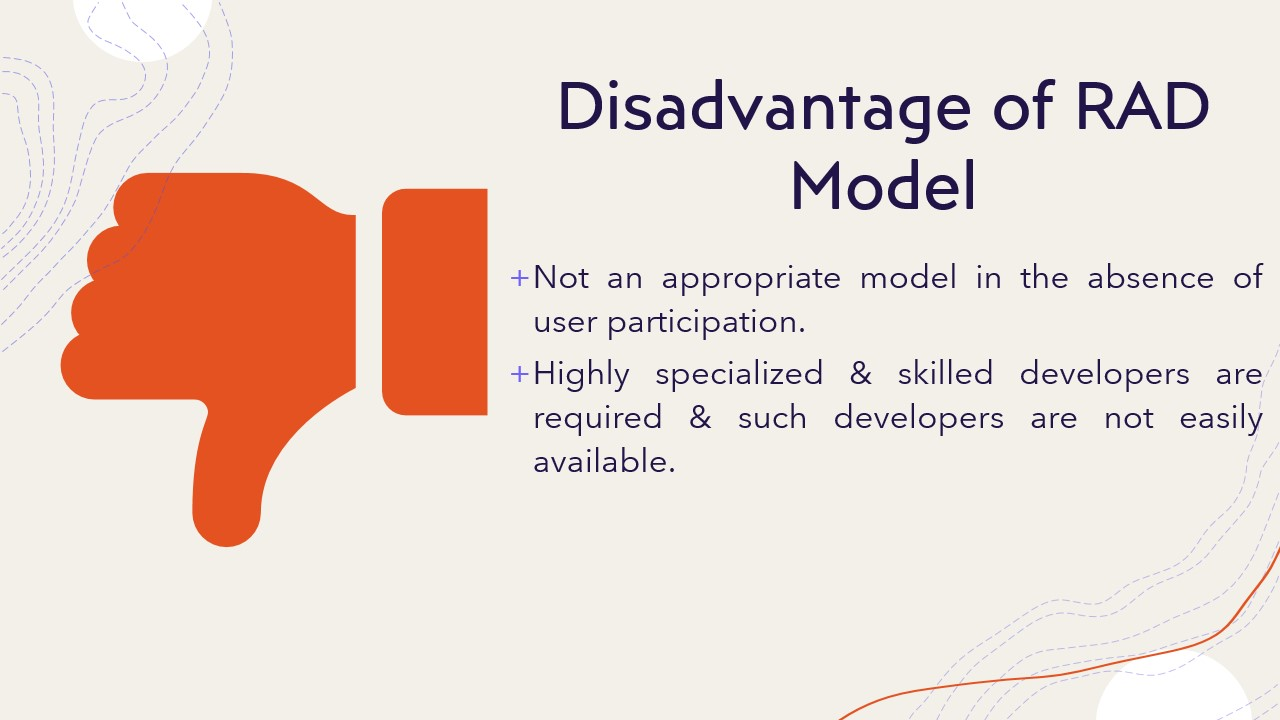 Disadvantage of RAD
Model
+Not an appropriate model in the absence of
user participation.
+Highly specialized & skilled developers are
required & such developers are not easily
available.